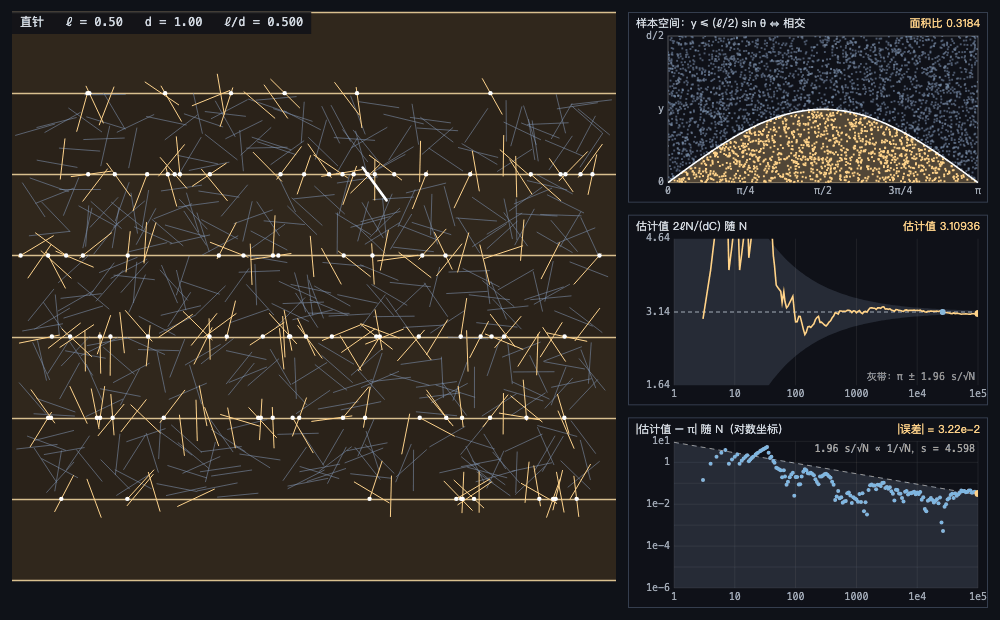 直针 ℓ = 0.50 d = 1.00 ℓ/d = 0.500
样本空间: y ≤ (ℓ/2) sin θ ⇔ 相交 面积比 0.3184
d/2
y
0
0 π/4 π/2 3π/4 π
估计值 2ℓN/(dC) 随 N 估计值 3.10936
4.64
3.14
1.64
灰带: π ± 1.96 s/√N
1 10 100 1000 1e4 1e5
|估计值 − π| 随 N (对数坐标) |误差| = 3.22e-2
1e1
1.96 s/√N ∝ 1/√N, s = 4.598
1
1e-2
1e-4
1e-6
1 10 100 1000 1e4 1e5